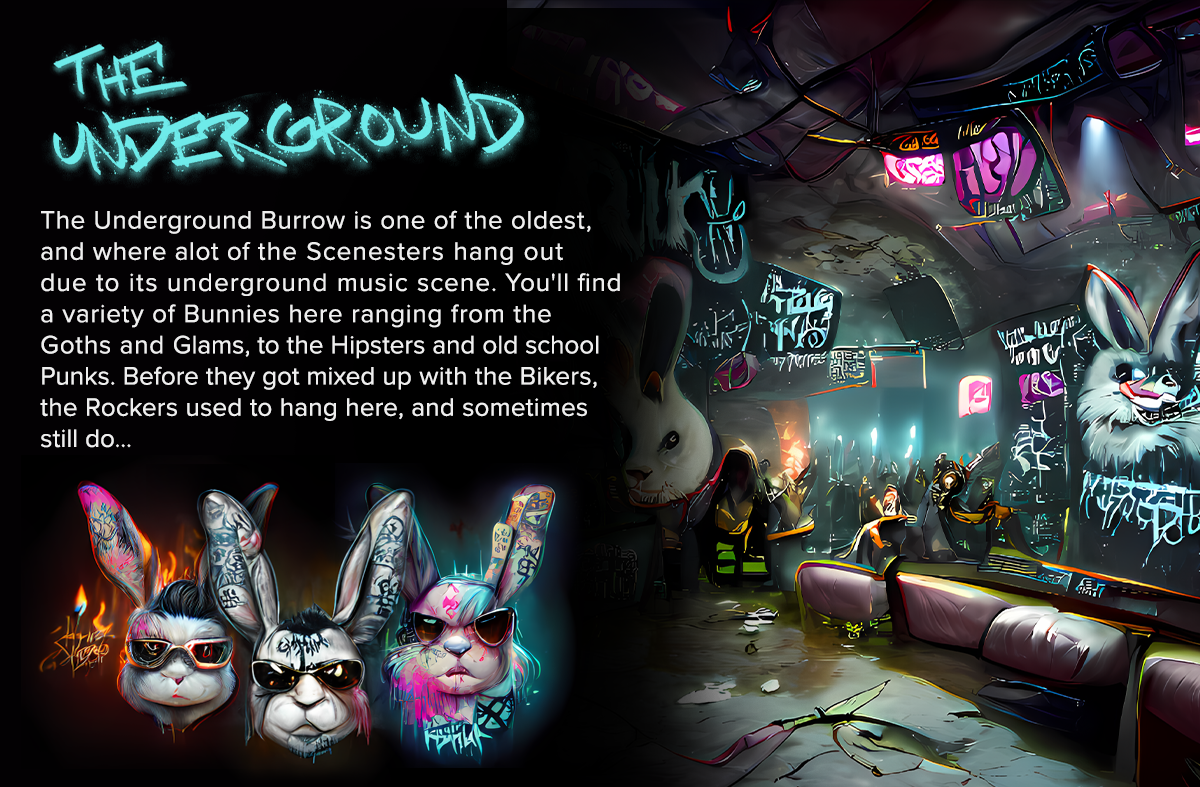 THE
UNDERGROUND
The Underground Burrow is one of the oldest,
and where alot of the Scenesters hang out
due to its underground music scene. You'll find
a variety of Bunnies here ranging from the
Goths and Glams, to the Hipsters and old school
Punks. Before they got mixed up with the Bikers,
the Rockers used to hang here, and sometimes
still do...